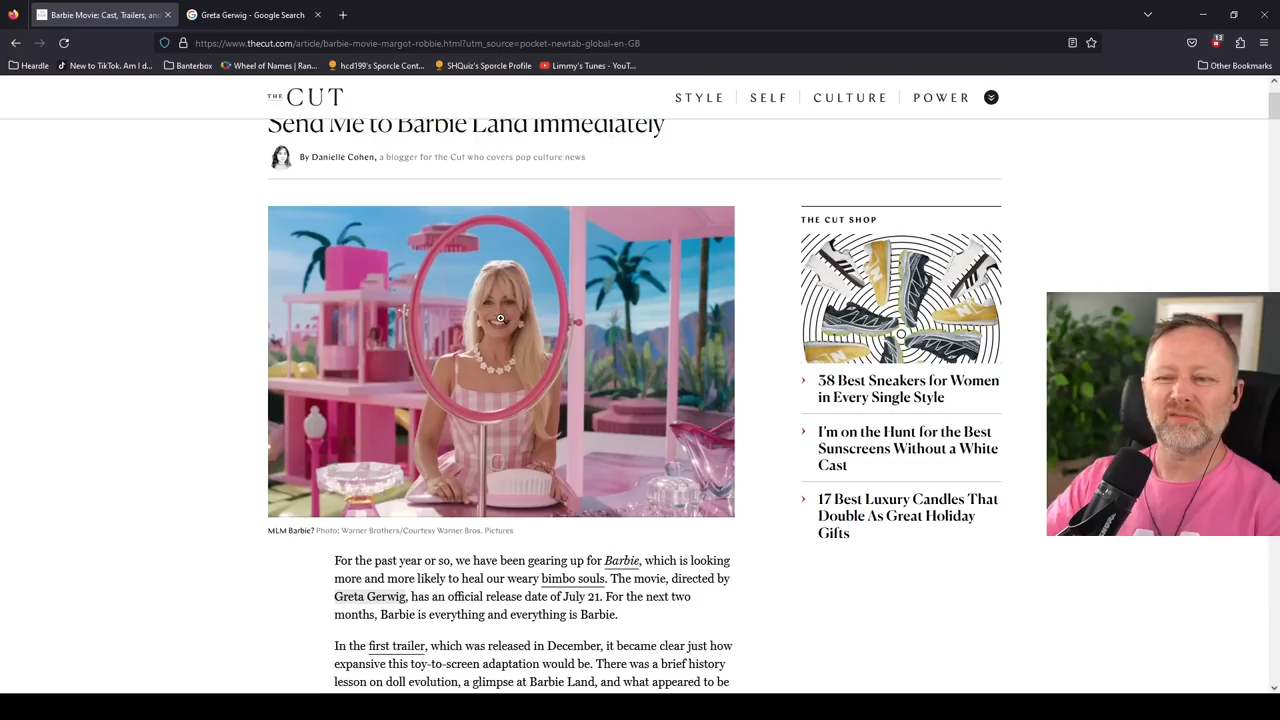 Barbie Movie: Cast, Trailers, and
Greta Gerwig - Google Search
https://www.thecut.com/article/barbie-movie-margot-robbie.html?utm_source=pocket-newtab-global-en-GB
13
Heardle
New to TikTok. Am I d...
Banterbox
Wheel of Names | Ran...
hcd199's Sporcle Cont...
SHQuiz's Sporcle Profile
Limmy's Tunes - YouT...
Other Bookmarks
THE CUT
STYLE
SELF
CULTURE
POWER
Send Me to Barbie Land Immediately
By Danielle Cohen, a blogger for the Cut who covers pop culture news
THE CUT SHOP
38 Best Sneakers for Women
in Every Single Style
I'm on the Hunt for the Best
Sunscreens Without a White
Cast
17 Best Luxury Candles That
Double As Great Holiday
Gifts
MLM Barbie? Photo: Warner Brothers/Courtesy Warner Bros. Pictures
For the past year or so, we have been gearing up for Barbie, which is looking
more and more likely to heal our weary bimbo souls. The movie, directed by
Greta Gerwig, has an official release date of July 21. For the next two
months, Barbie is everything and everything is Barbie.
In the first trailer, which was released in December, it became clear just how
expansive this toy-to-screen adaptation would be. There was a brief history
lesson on doll evolution, a glimpse at Barbie Land, and what appeared to be